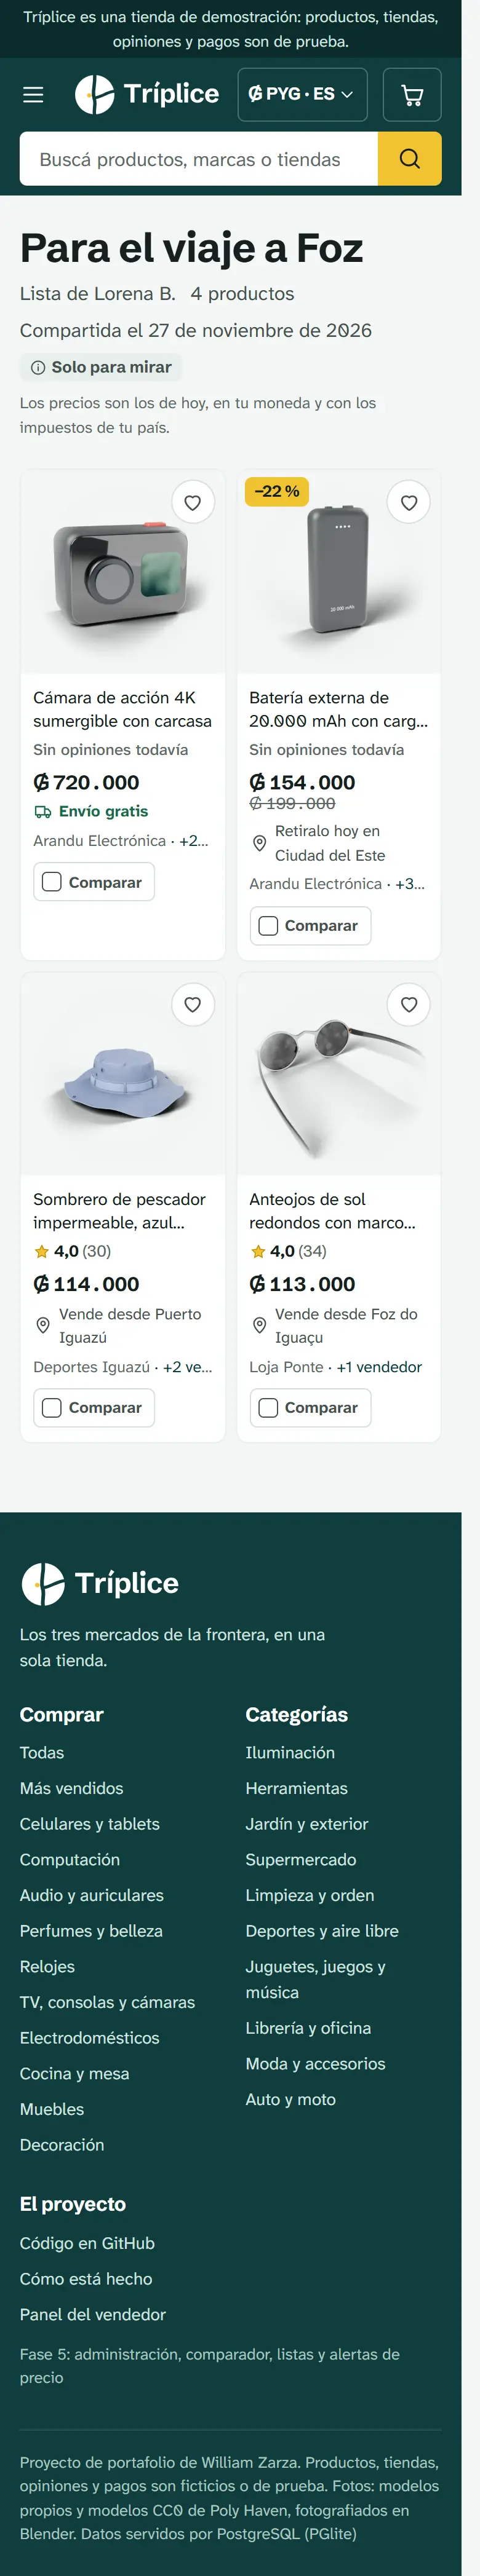 Tríplice es una tienda de demostración: productos, tiendas,
opiniones y pagos son de prueba.
Tríplice
₲ PYG · ES
Buscá productos, marcas o tiendas
Para el viaje a Foz
Lista de Lorena B. 4 productos
Compartida el 27 de noviembre de 2026
Solo para mirar
Los precios son los de hoy, en tu moneda y con los
impuestos de tu país.
Cámara de acción 4K
sumergible con carcasa
Sin opiniones todavía
₲ 720.000
Envío gratis
Arandu Electrónica · +2...
Comparar
−22 %
20 000 mAh
Batería externa de
20.000 mAh con carg...
Sin opiniones todavía
₲ 154.000
₲ 199.000
Retiralo hoy en
Ciudad del Este
Arandu Electrónica · +3...
Comparar
Sombrero de pescador
impermeable, azul...
4,0 (30)
₲ 114.000
Vende desde Puerto
Iguazú
Deportes Iguazú · +2 ve...
Comparar
Anteojos de sol
redondos con marco...
4,0 (34)
₲ 113.000
Vende desde Foz do
Iguaçu
Loja Ponte · +1 vendedor
Comparar
Tríplice
Los tres mercados de la frontera, en una
sola tienda.
Comprar
Todas
Más vendidos
Celulares y tablets
Computación
Audio y auriculares
Perfumes y belleza
Relojes
TV, consolas y cámaras
Electrodomésticos
Cocina y mesa
Muebles
Decoración
Categorías
Iluminación
Herramientas
Jardín y exterior
Supermercado
Limpieza y orden
Deportes y aire libre
Juguetes, juegos y
música
Librería y oficina
Moda y accesorios
Auto y moto
El proyecto
Código en GitHub
Cómo está hecho
Panel del vendedor
Fase 5: administración, comparador, listas y alertas de
precio
Proyecto de portafolio de William Zarza. Productos, tiendas,
opiniones y pagos son ficticios o de prueba. Fotos: modelos
propios y modelos CC0 de Poly Haven, fotografiados en
Blender. Datos servidos por PostgreSQL (PGlite)